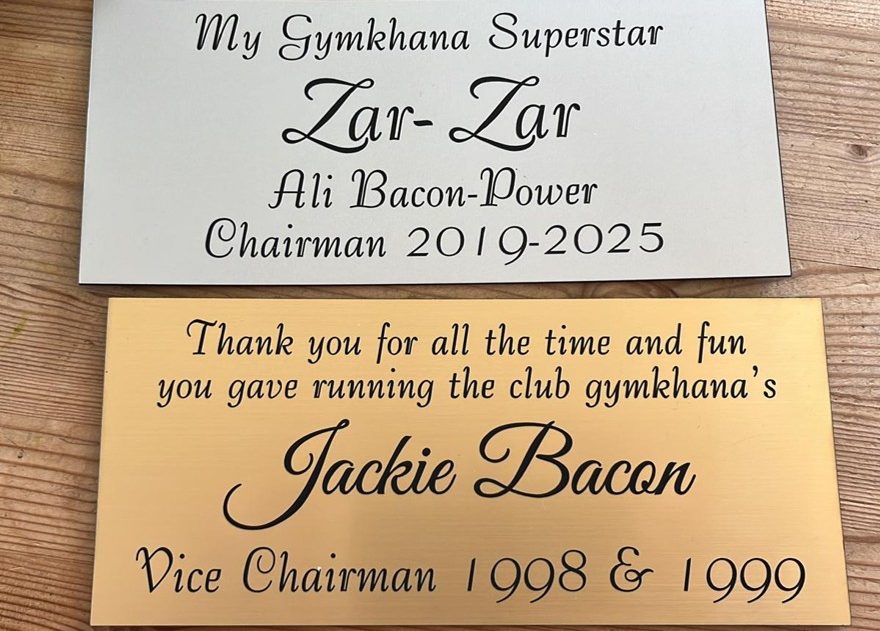 My Gymkhana Superstar
Zar- Zar
Ali Bacon-Power
Chairman 2019-2025
Thank you for all the time and fun
you gave running the club gymkhana's
Jackie Bacon
Vice Chairman 1998 & 1999